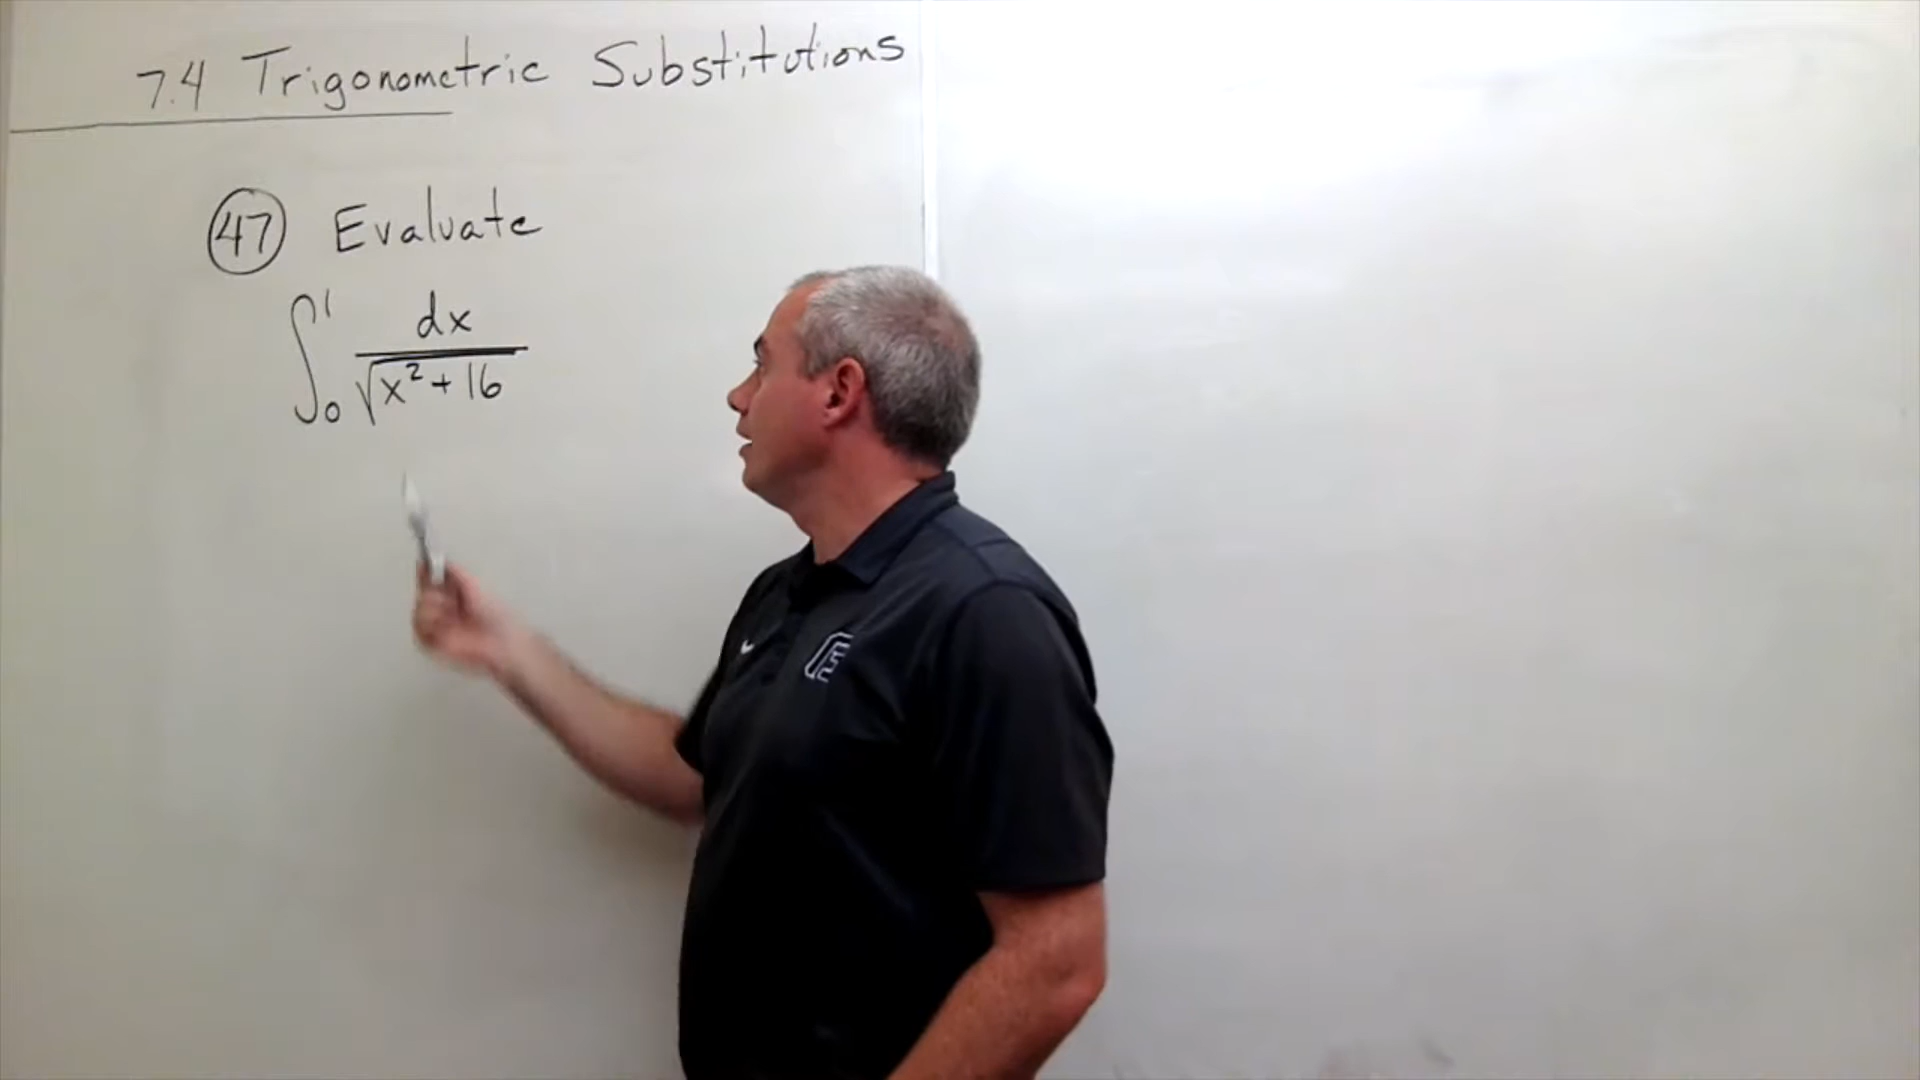 7.4 Trigonometric Substitutions
47 Evaluate
∫₀¹ dx / √(x² + 16)